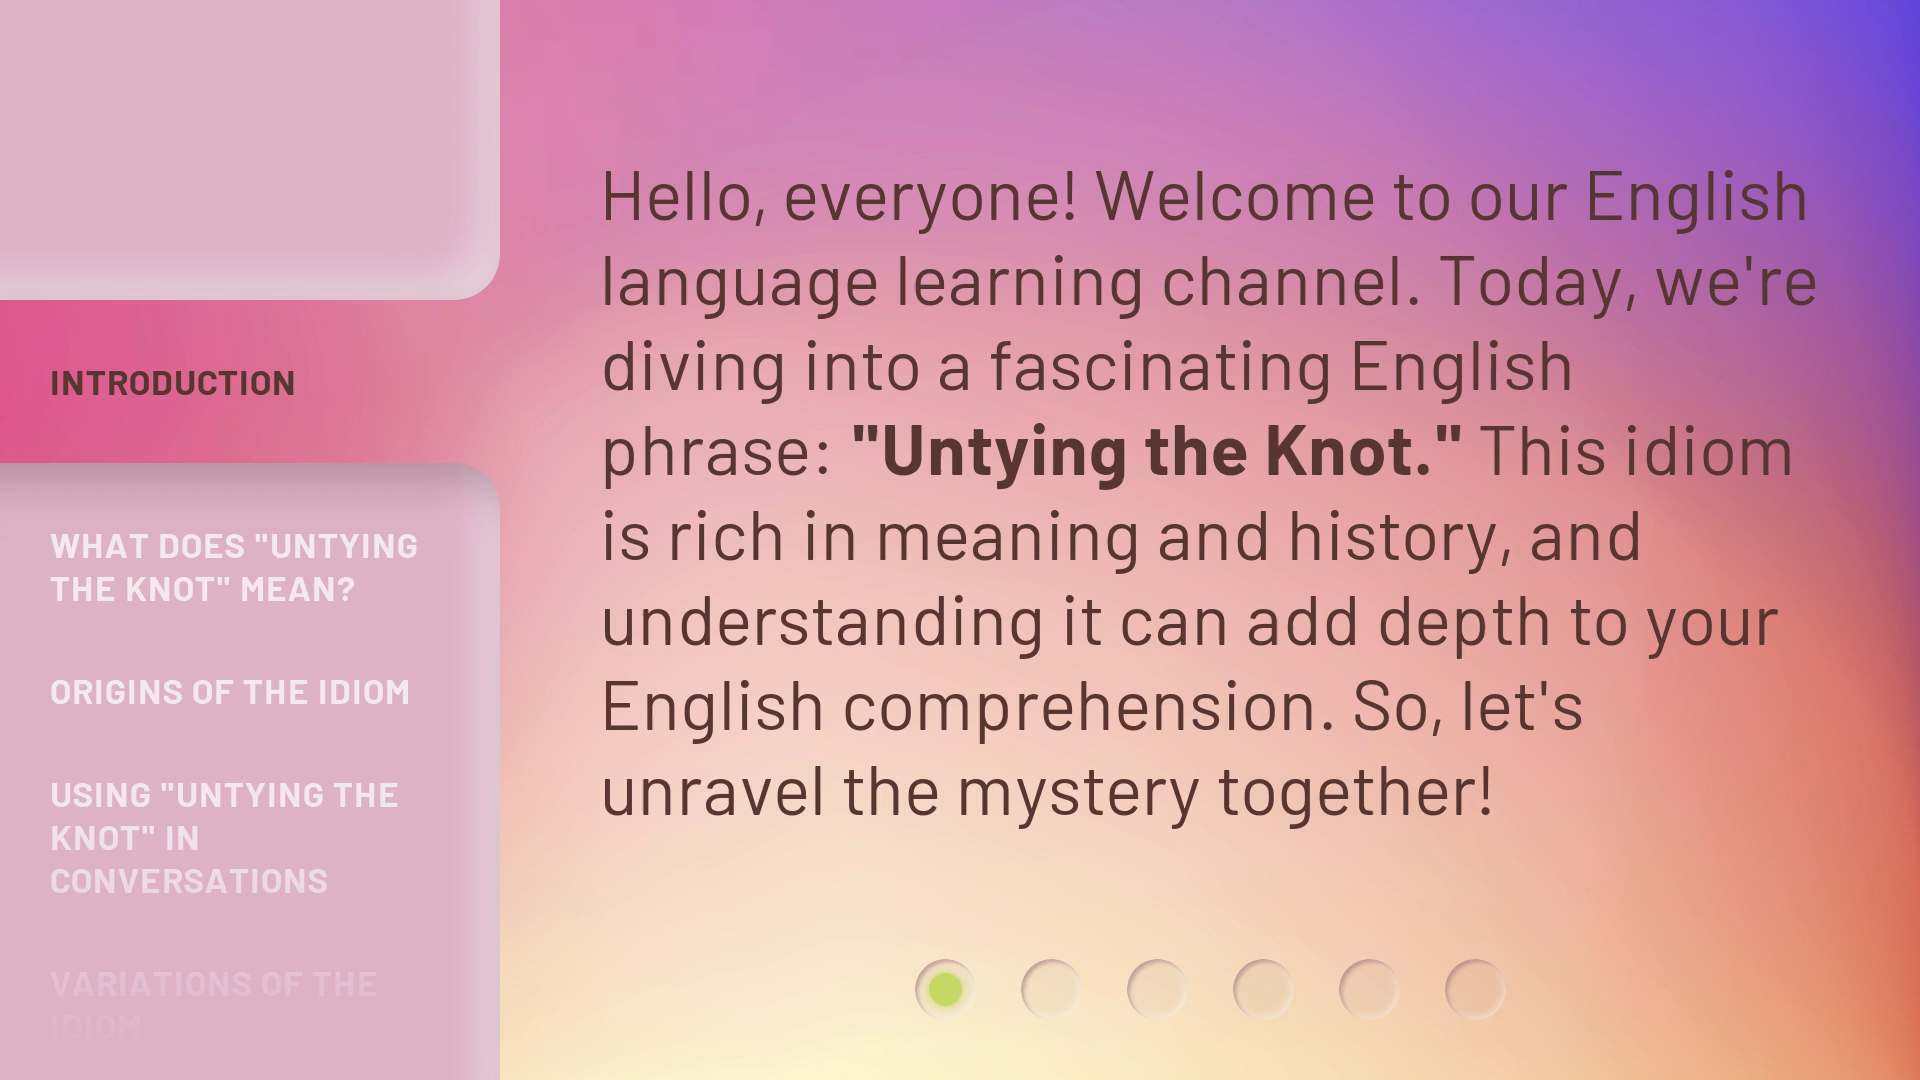 INTRODUCTION
WHAT DOES "UNTYING
THE KNOT" MEAN?
ORIGINS OF THE IDIOM
USING "UNTYING THE
KNOT" IN
CONVERSATIONS
VARIATIONS OF THE
IDIOM
Hello, everyone! Welcome to our English
language learning channel. Today, we're
diving into a fascinating English
phrase: "Untying the Knot." This idiom
is rich in meaning and history, and
understanding it can add depth to your
English comprehension. So, let's
unravel the mystery together!